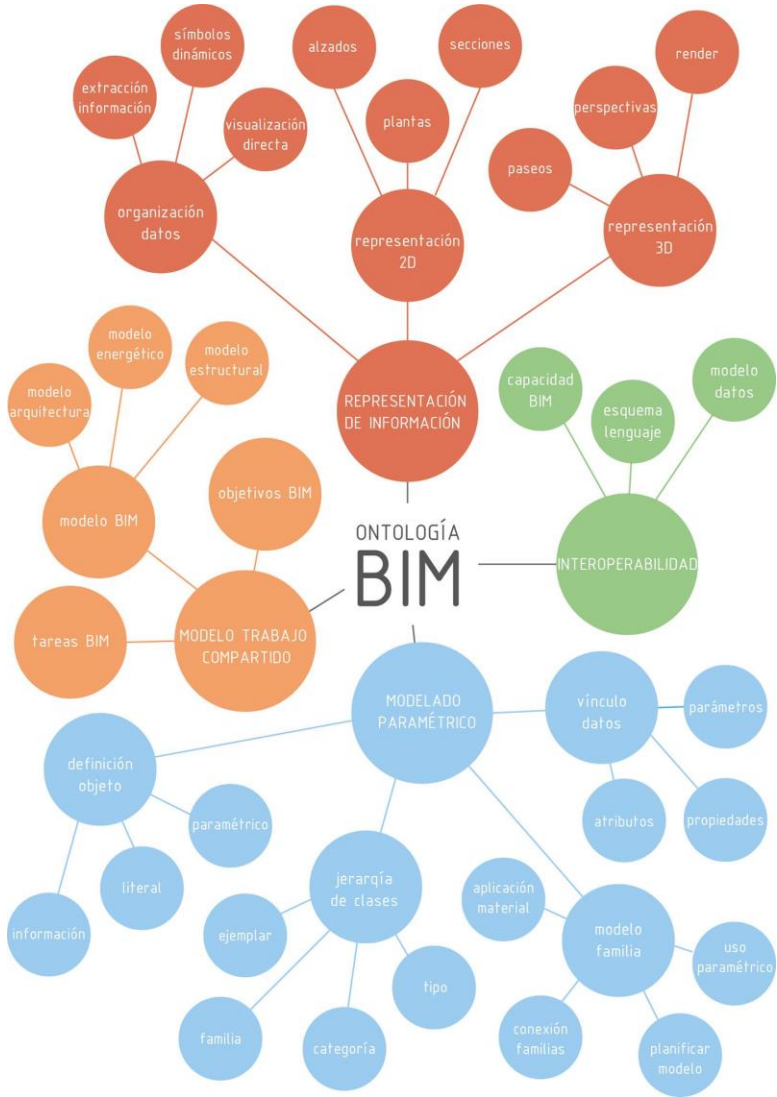 símbolos
dinámicos
alzados
secciones
render
extracción
información
visualización
directa
plantas
perspectivas
paseos
organización
datos
representación
2D
representación
3D
modelo
energético
modelo
estructural
modelo
arquitectura
REPRESENTACIÓN
DE INFORMACIÓN
capacidad
BIM
esquema
lenguaje
modelo
datos
objetivos BIM
modelo BIM
ONTOLOGÍA
BIM
INTEROPERABILIDAD
tareas BIM
MODELO TRABAJO
COMPARTIDO
MODELADO
PARAMÉTRICO
vínculo
datos
parámetros
definición
objeto
paramétrico
atributos
propiedades
literal
información
jerarqía
de clases
ejemplar
aplicación
material
modelo
familia
uso
paramétrico
tipo
familia
categoría
conexión
familias
planificar
modelo